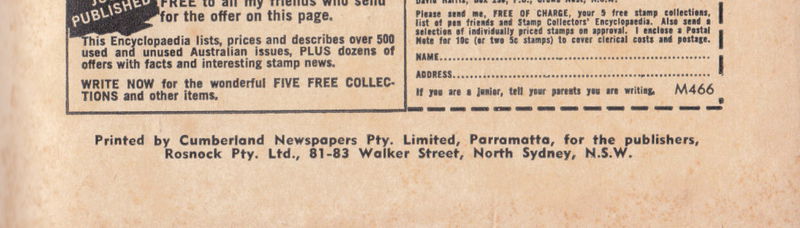 PUBLISHED
FREE to all my friends who send
for the offer on this page.
This Encyclopaedia lists, prices and describes over 500
used and unused Australian issues, PLUS dozens of
offers with facts and interesting stamp news.
WRITE NOW for the wonderful FIVE FREE COLLEC-
TIONS and other items.
Please send me, FREE OF CHARGE, your 5 free stamp collections,
list of pen friends and Stamp Collectors' Encyclopaedia. Also send a
selection of individually priced stamps on approval. I enclose a Postal
Note for 10c (or two 5c stamps) to cover clerical costs and postage.
NAME
ADDRESS
If you are a junior, tell your parents you are writing. M466
Printed by Cumberland Newspapers Pty. Limited, Parramatta, for the publishers,
Rosnock Pty. Ltd., 81-83 Walker Street, North Sydney, N.S.W.